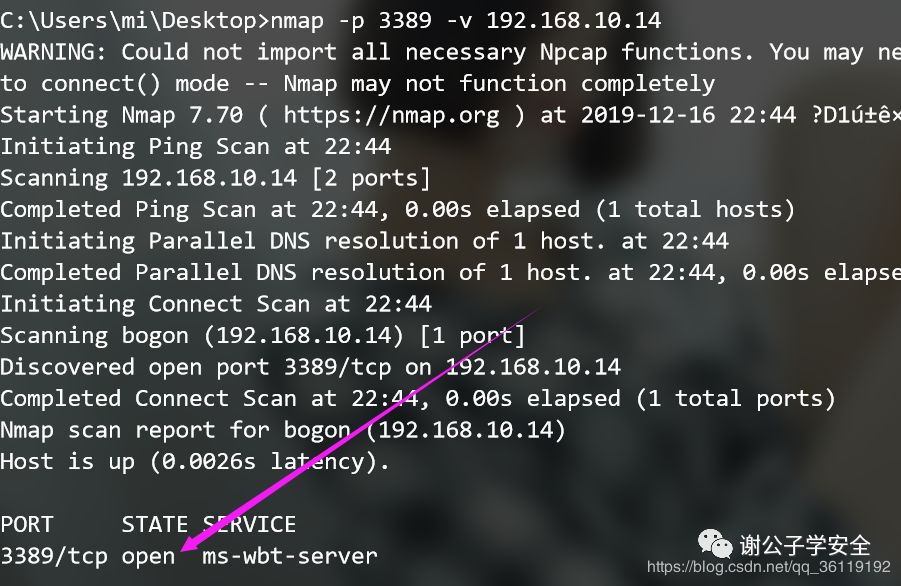 C:\Users\mi\Desktop>nmap -p 3389 -v 192.168.10.14
WARNING: Could not import all necessary Npcap functions. You may ne
to connect() mode -- Nmap may not function completely
Starting Nmap 7.70 ( https://nmap.org ) at 2019-12-16 22:44 ?D1ú±ê×
Initiating Ping Scan at 22:44
Scanning 192.168.10.14 [2 ports]
Completed Ping Scan at 22:44, 0.00s elapsed (1 total hosts)
Initiating Parallel DNS resolution of 1 host. at 22:44
Completed Parallel DNS resolution of 1 host. at 22:44, 0.00s elapse
Initiating Connect Scan at 22:44
Scanning bogon (192.168.10.14) [1 port]
Discovered open port 3389/tcp on 192.168.10.14
Completed Connect Scan at 22:44, 0.00s elapsed (1 total ports)
Nmap scan report for bogon (192.168.10.14)
Host is up (0.0026s latency).
PORT STATE SERVICE
3389/tcp open ms-wbt-server
谢公子学安全
https://blog.csdn.net/qq_36119192